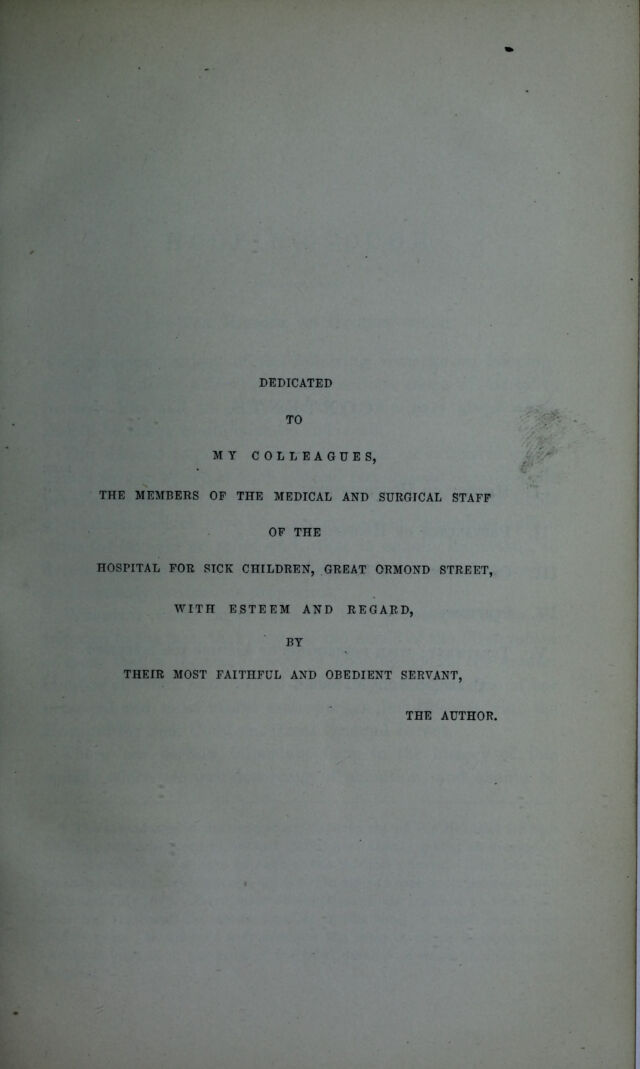 DEDICATED
TO
MY COLLEAGUES,
THE MEMBERS OF THE MEDICAL AND SURGICAL STAFF
OF THE
HOSPITAL FOR SICK CHILDREN, GREAT ORMOND STREET,
WITH ESTEEM AND REGARD,
BY
THEIR MOST FAITHFUL AND OBEDIENT SERVANT,
THE AUTHOR.